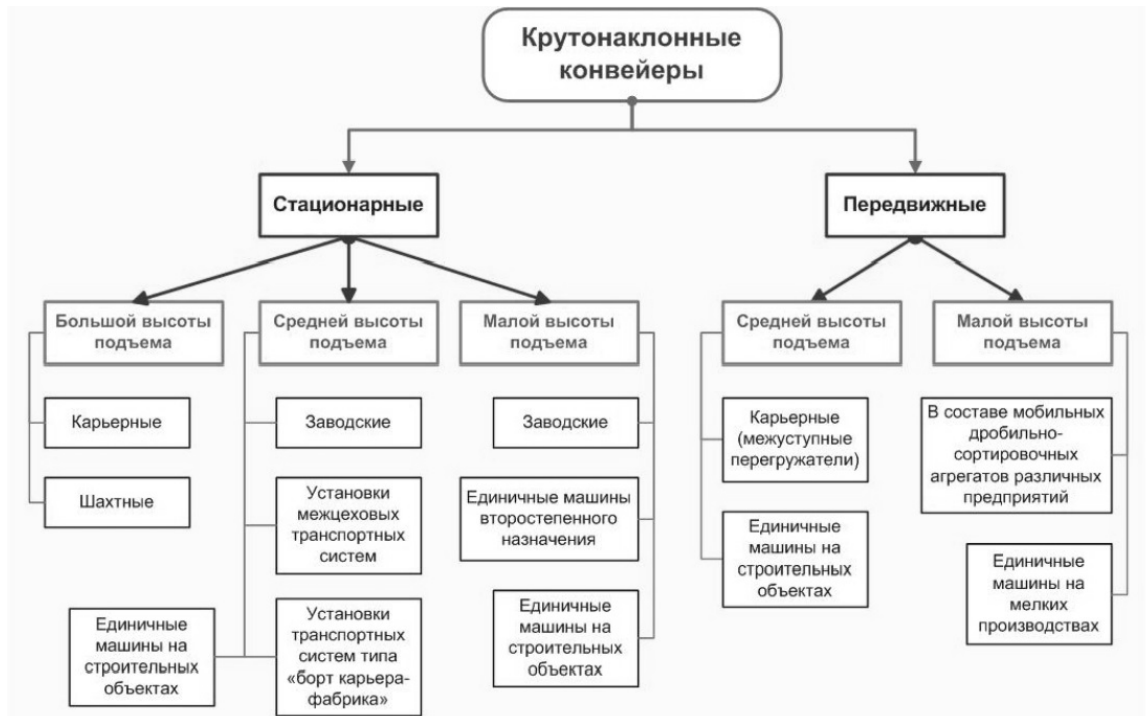 Крутонаклонные
конвейеры
Стационарные
Передвижные
Большой высоты
подъема
Средней высоты
подъема
Малой высоты
подъема
Средней высоты
подъема
Малой высоты
подъема
Карьерные
Шахтные
Заводские
Установки
межцеховых
транспортных
систем
Единичные
машины на
строительных
объектах
Установки
транспортных
систем типа
«борт карьера-
фабрика»
Заводские
Единичные машины
второстепенного
назначения
Единичные
машины на
строительных
объектах
Карьерные
(межуступные
перегружатели)
Единичные
машины на
строительных
объектах
В составе мобильных
дробильно-
сортировочных
агрегатов различных
предприятий
Единичные
машины на
мелких
производствах